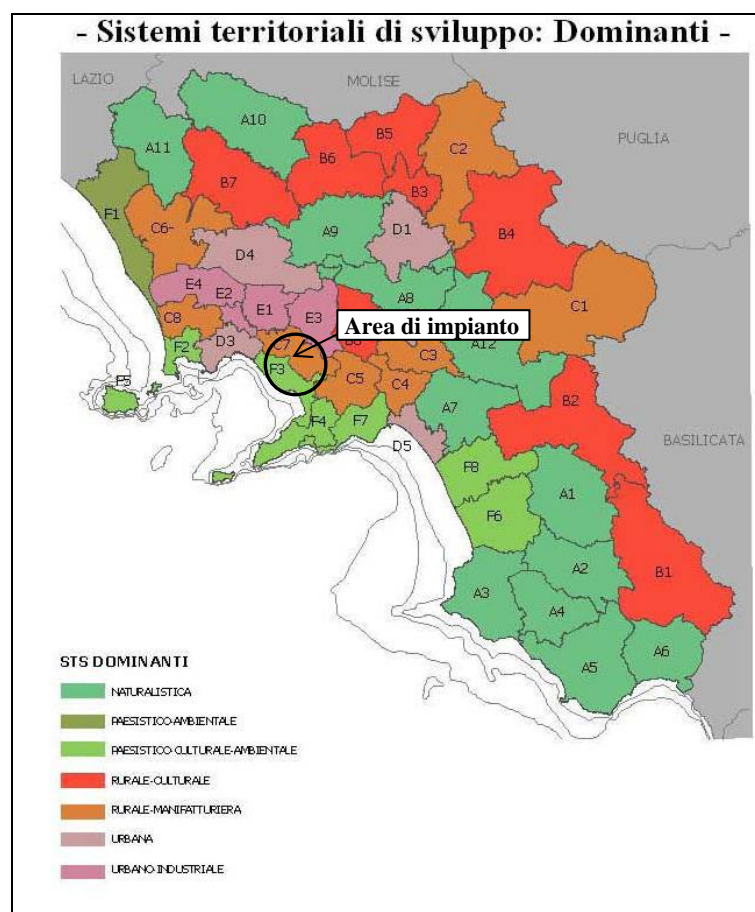 - Sistemi territoriali di sviluppo: Dominanti -
LAZIO
MOLISE
PUGLIA
BASILICATA
A11
A10
B5
B6
C2
B7
B3
F1
C6-
A9
D1
B4
D4
E4
E2
E1
E3
A8
C1
C8
Area di impianto
F2
D3
C7
C3
A12
F3
F5
C5
C4
F4
F7
A7
B2
D5
F8
F6
A1
A2
B1
A3
A4
A5
A6
STS DOMINANTI
NATURALISTICA
PAESISTICO-AMBIENTALE
PAESISTICO-CULTURALE-AMBIENTALE
RURALE-CULTURALE
RURALE-MANIFATTURIERA
URBANA
URBANO-INDUSTRIALE